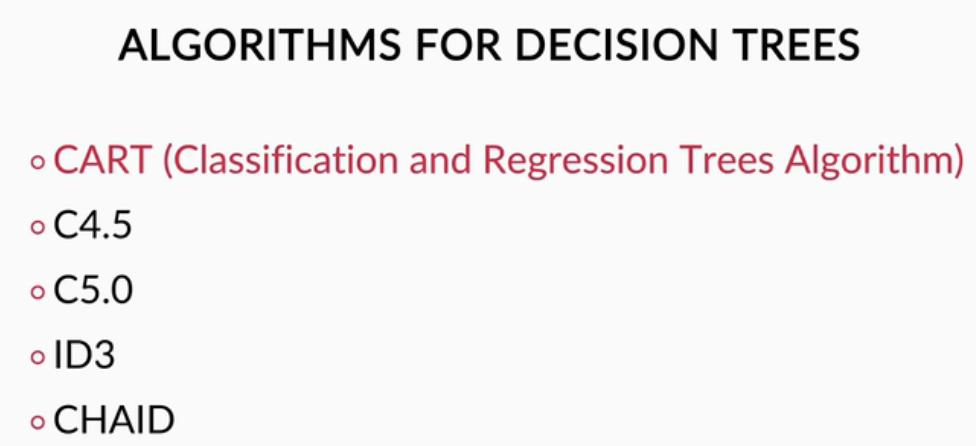 ALGORITHMS FOR DECISION TREES
CART (Classification and Regression Trees Algorithm)
C4.5
C5.0
ID3
CHAID